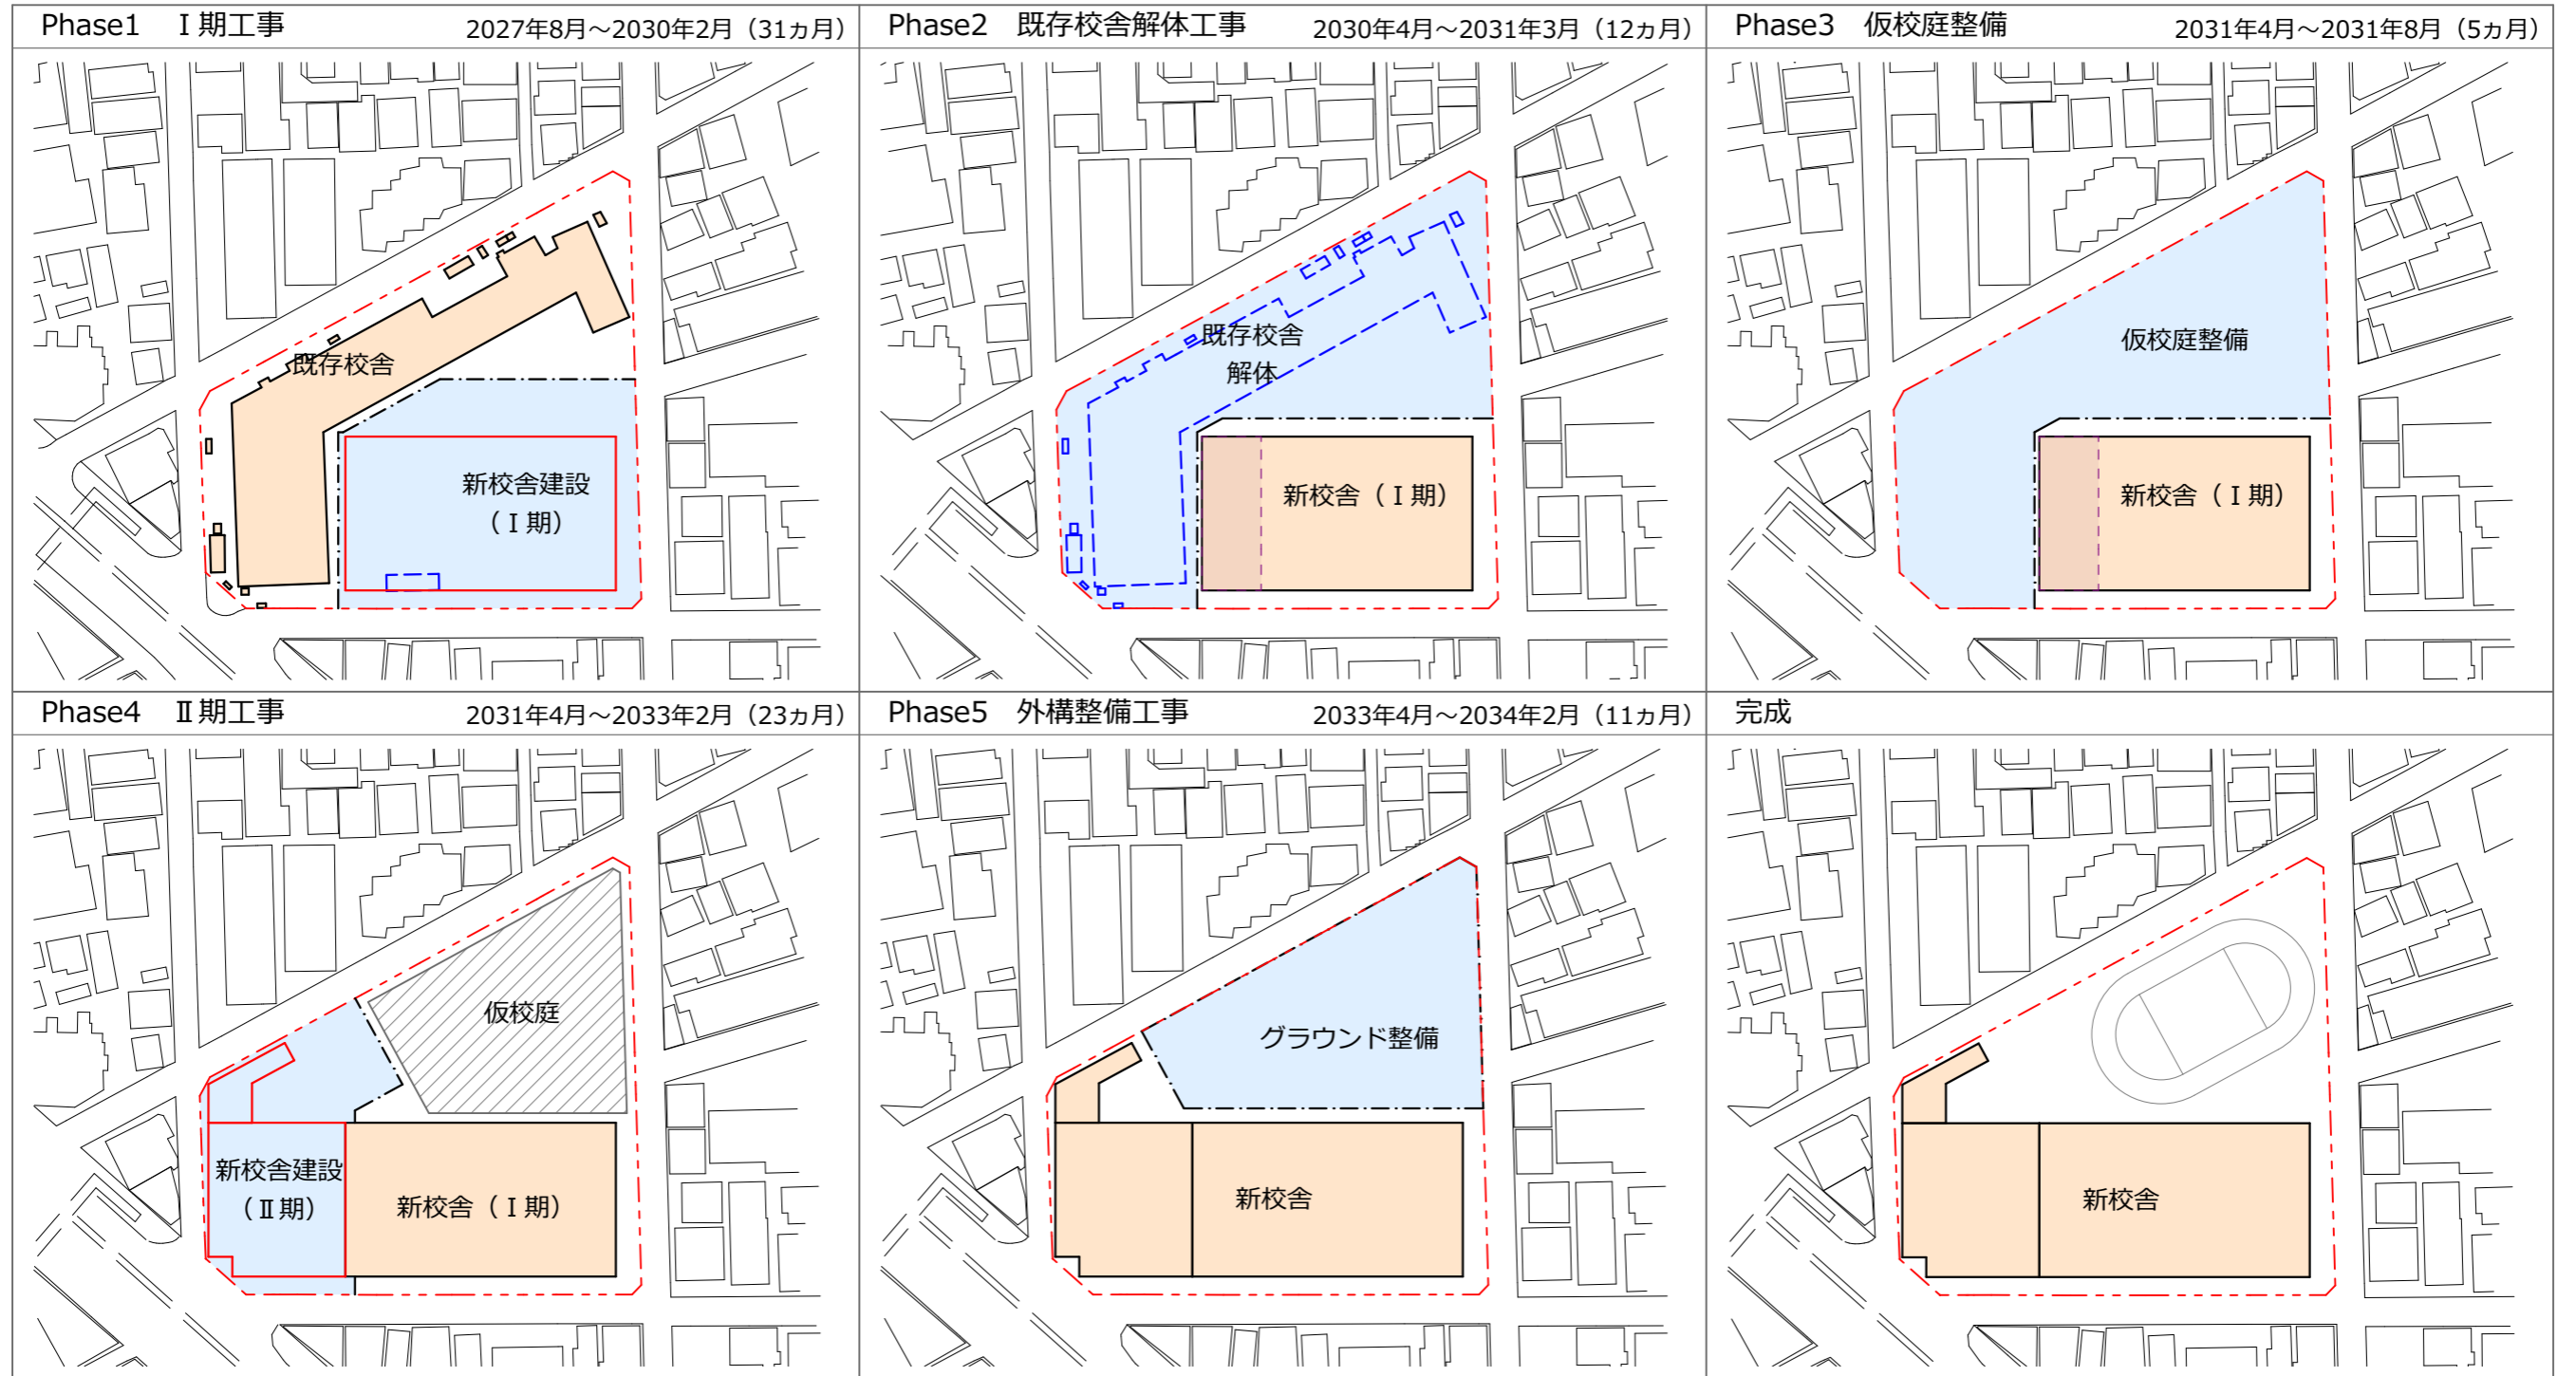 Phase1 Ⅰ期工事 2027年8月～2030年2月（31ヵ月）
既存校舎
新校舎建設
（Ⅰ期）
Phase2 既存校舎解体工事 2030年4月～2031年3月（12ヵ月）
既存校舎
解体
新校舎（Ⅰ期）
Phase3 仮校庭整備 2031年4月～2031年8月（5ヵ月）
仮校庭整備
新校舎（Ⅰ期）
Phase4 Ⅱ期工事 2031年4月～2033年2月（23ヵ月）
仮校庭
新校舎建設
（Ⅱ期）
新校舎（Ⅰ期）
Phase5 外構整備工事 2033年4月～2034年2月（11ヵ月）
グラウンド整備
新校舎
完成
新校舎